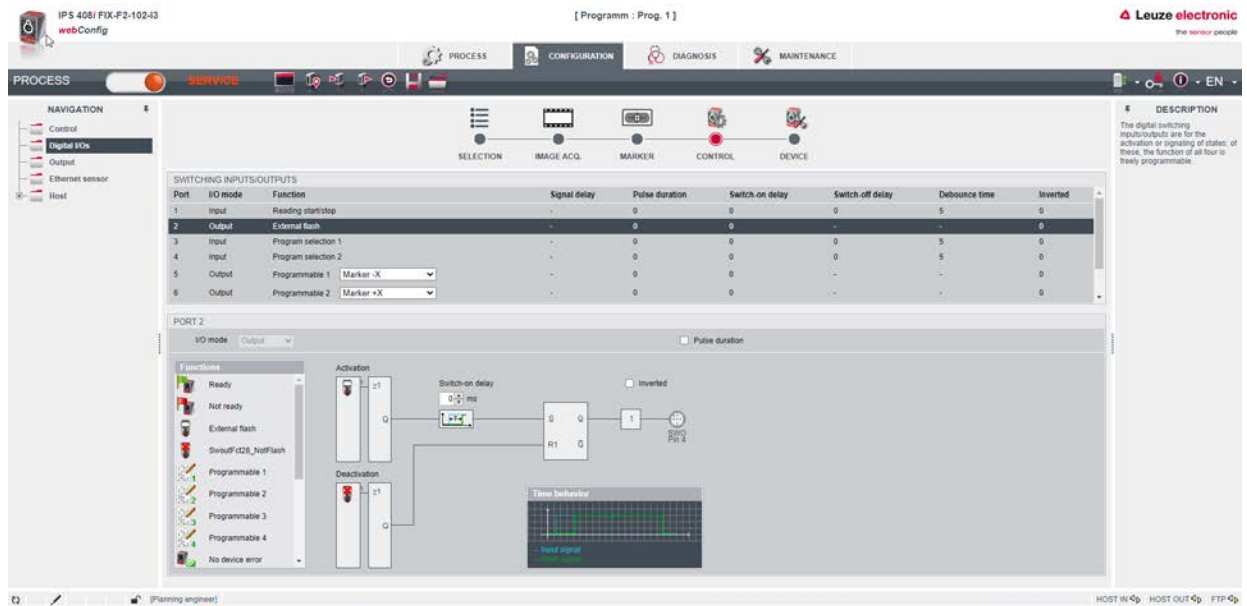 IPS 408i FIX-F2-102-I3
webConfig
[ Programm : Prog. 1 ]
Leuze electronic
the sensor people
PROCESS
CONFIGURATION
DIAGNOSIS
MAINTENANCE
PROCESS
SERVICE
EN
NAVIGATION
Control
Digital I/Os
Output
Ethernet sensor
Host
SELECTION
IMAGE ACQ.
MARKER
CONTROL
DEVICE
DESCRIPTION
The digital switching
inputs/outputs are for the
activation or signaling of states; of
these, the function of all four is
freely programmable.
SWITCHING INPUTS/OUTPUTS
Port I/O mode Function Signal delay Pulse duration Switch-on delay Switch-off delay Debounce time Inverted
1 Input Reading start/stop - 0 0 0 5 0
2 Output External flash - 0 0 - - 0
3 Input Program selection 1 - 0 0 0 5 0
4 Input Program selection 2 - 0 0 0 5 0
5 Output Programmable 1 Marker -X - 0 0 - - 0
6 Output Programmable 2 Marker +X - 0 0 - - 0
PORT 2
I/O mode Output
Pulse duration
Functions
Ready
Not ready
External flash
SwoutFct28_NotFlash
Programmable 1
Programmable 2
Programmable 3
Programmable 4
No device error
Activation
≥1
Q
Switch-on delay
0 ms
Inverted
S Q
R1 Q
1
SWO
Pin 4
Deactivation
≥1
Q
Time behavior
Input signal
[Planning engineer]
HOST IN HOST OUT FTP